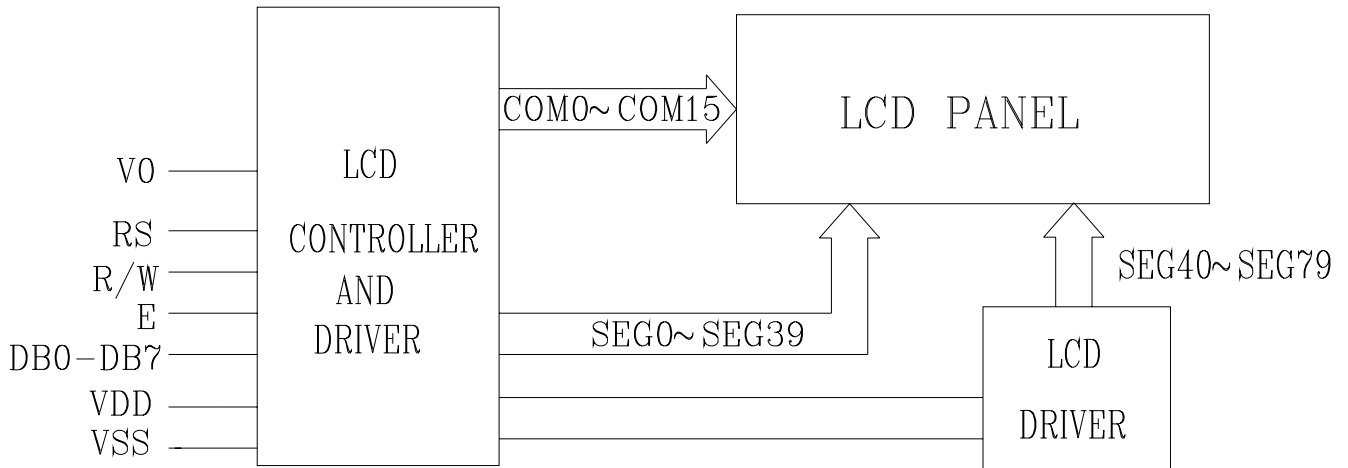 V0
RS
R/W
E
DB0-DB7
VDD
VSS
LCD
CONTROLLER
AND
DRIVER
COM0~COM15
LCD PANEL
SEG0~SEG39
SEG40~SEG79
LCD
DRIVER